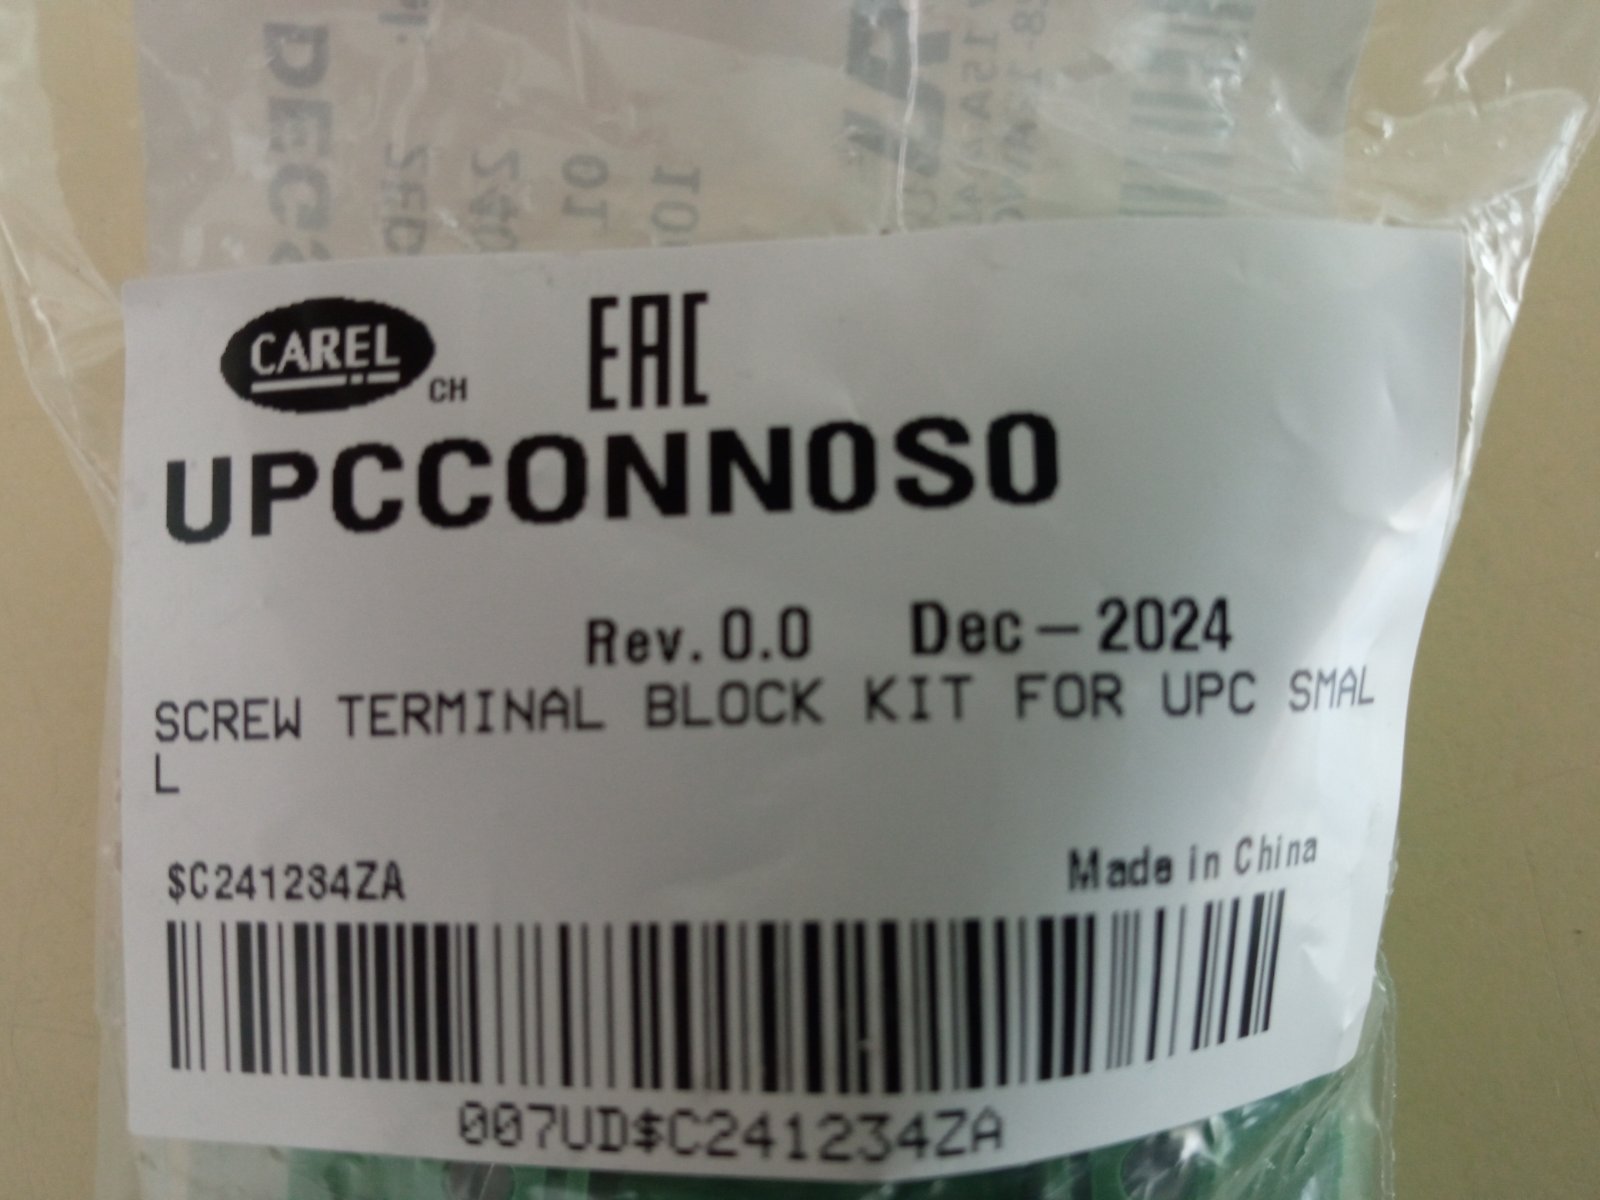 CAREL CH EAC
UPCCONN0S0
Rev. 0.0 Dec-2024
SCREW TERMINAL BLOCK KIT FOR UPC SMAL
L
$C241234ZA Made in China
007UD$C241234ZA